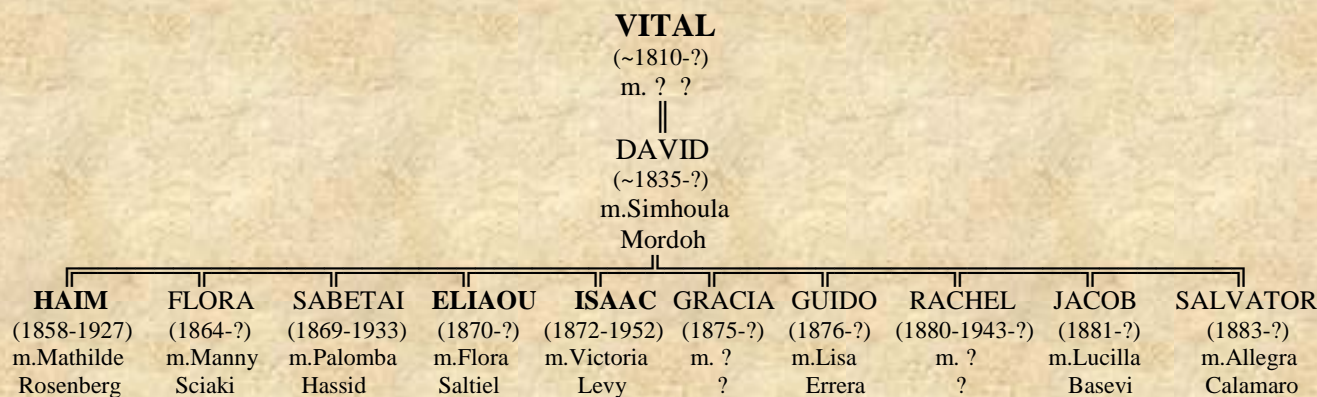 VITAL
(~1810-?)
m. ? ?
DAVID
(~1835-?)
m.Simhoula
Mordoh
HAIM FLORA SABETAI ELIAOU ISAAC GRACIA GUIDO RACHEL JACOB SALVATOR
(1858-1927) (1864-?) (1869-1933) (1870-?) (1872-1952) (1875-?) (1876-?) (1880-1943-?) (1881-?) (1883-?)
m.Mathilde m.Manny m.Palomba m.Flora m.Victoria m. ? m.Lisa m. ? m.Lucilla m.Allegra
Rosenberg Sciaki Hassid Saltiel Levy ? Errera ? Basevi Calamaro